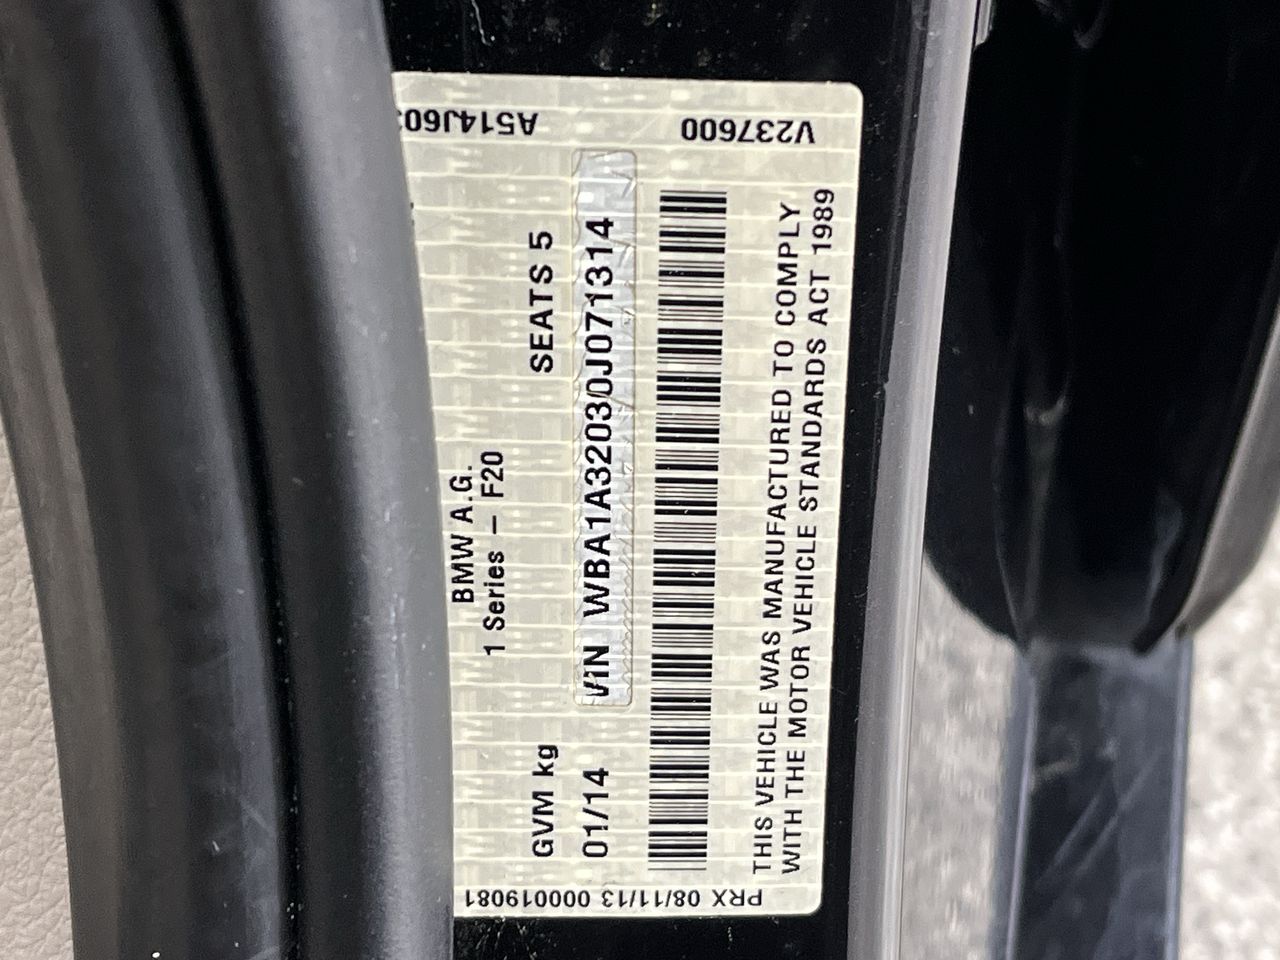 BMW A.G.
1 Series – F20
GVM kg SEATS 5
01/14 VIN WBA1A32030J071314
THIS VEHICLE WAS MANUFACTURED TO COMPLY
WITH THE MOTOR VEHICLE STANDARDS ACT 1989
V237600 A514J60
PRX 08/11/13 000019081